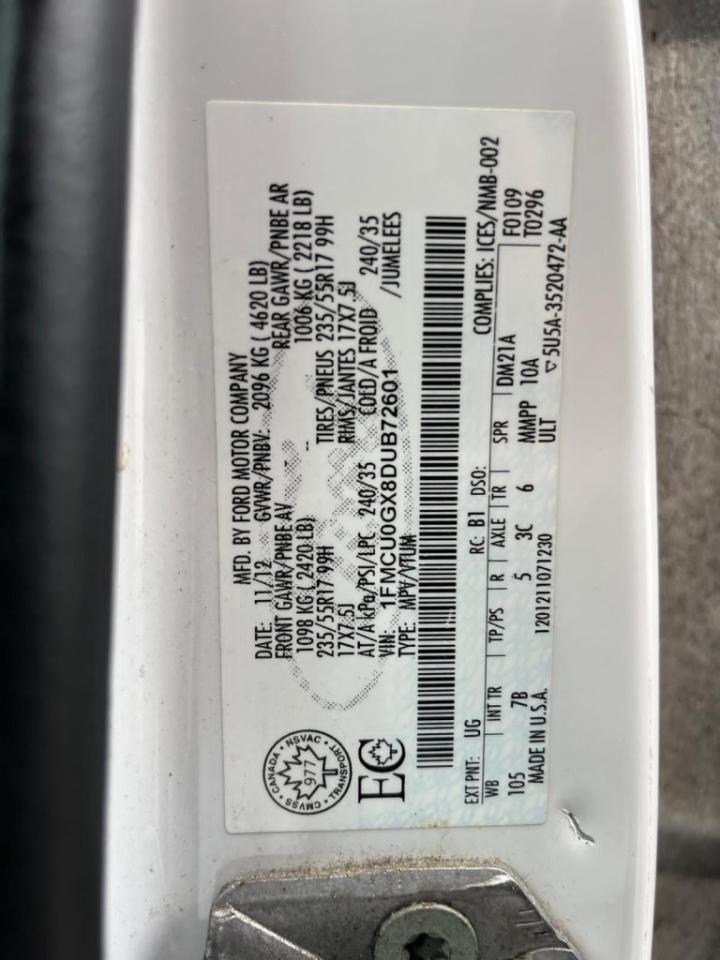 MFD. BY FORD MOTOR COMPANY
DATE: 11/12 GVWR/PNBV: 2096 KG ( 4620 LB)
FRONT GAWR/PNBE AV REAR GAWR/PNBE AR
1098 KG ( 2420 LB) 1006 KG ( 2218 LB)
235/55R17 99H TIRES/PNEUS 235/55R17 99H
17X7.5J RIMS/JANTES 17X7.5J
AT/A kPa/PSI/LPC 240/35 COLD/A FROID 240/35
VIN: 1FMCU0GX8DUB72601 /JUMELEES
TYPE: MPV/VTUM
CANADA • NSVAC • TRANSPORT • CMVSS •
977
EC
EXT PNT: UG RC: B1 DSO: COMPLIES: ICES/NMB-002
WB INT TR TP/PS R AXLE TR SPR DM21A F0109
105 7B 5 3C 6 MMPP 10A T0296
MADE IN U.S.A. 1201211071230 ULT 5U5A-3520472-AA